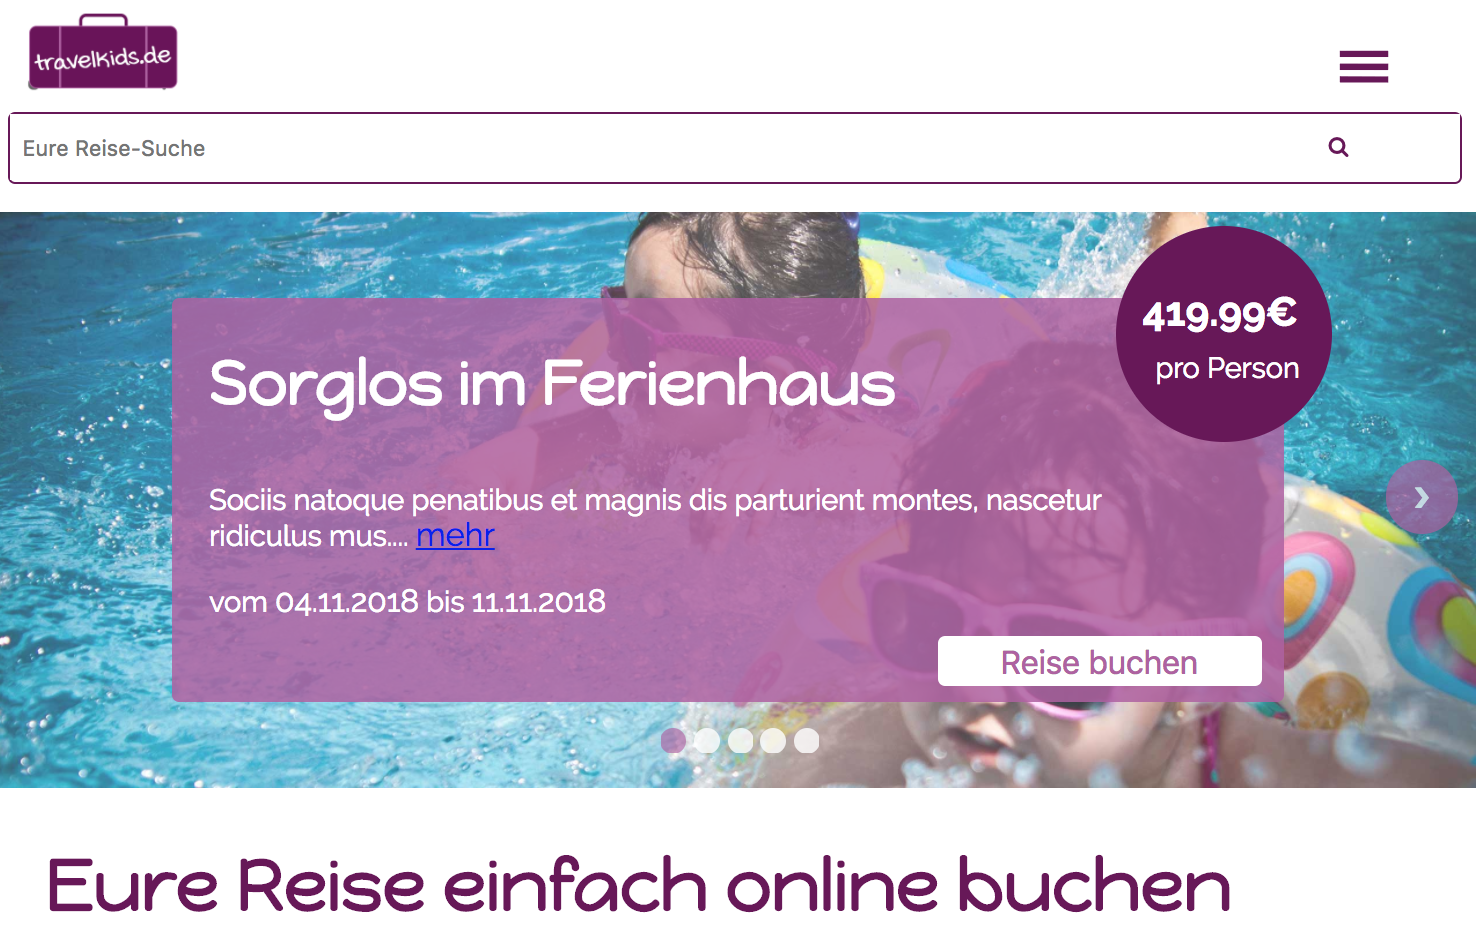 travelkids.de
Eure Reise-Suche
419.99€
pro Person
Sorglos im Ferienhaus
Sociis natoque penatibus et magnis dis parturient montes, nascetur
ridiculus mus.... mehr
vom 04.11.2018 bis 11.11.2018
Reise buchen
Eure Reise einfach online buchen